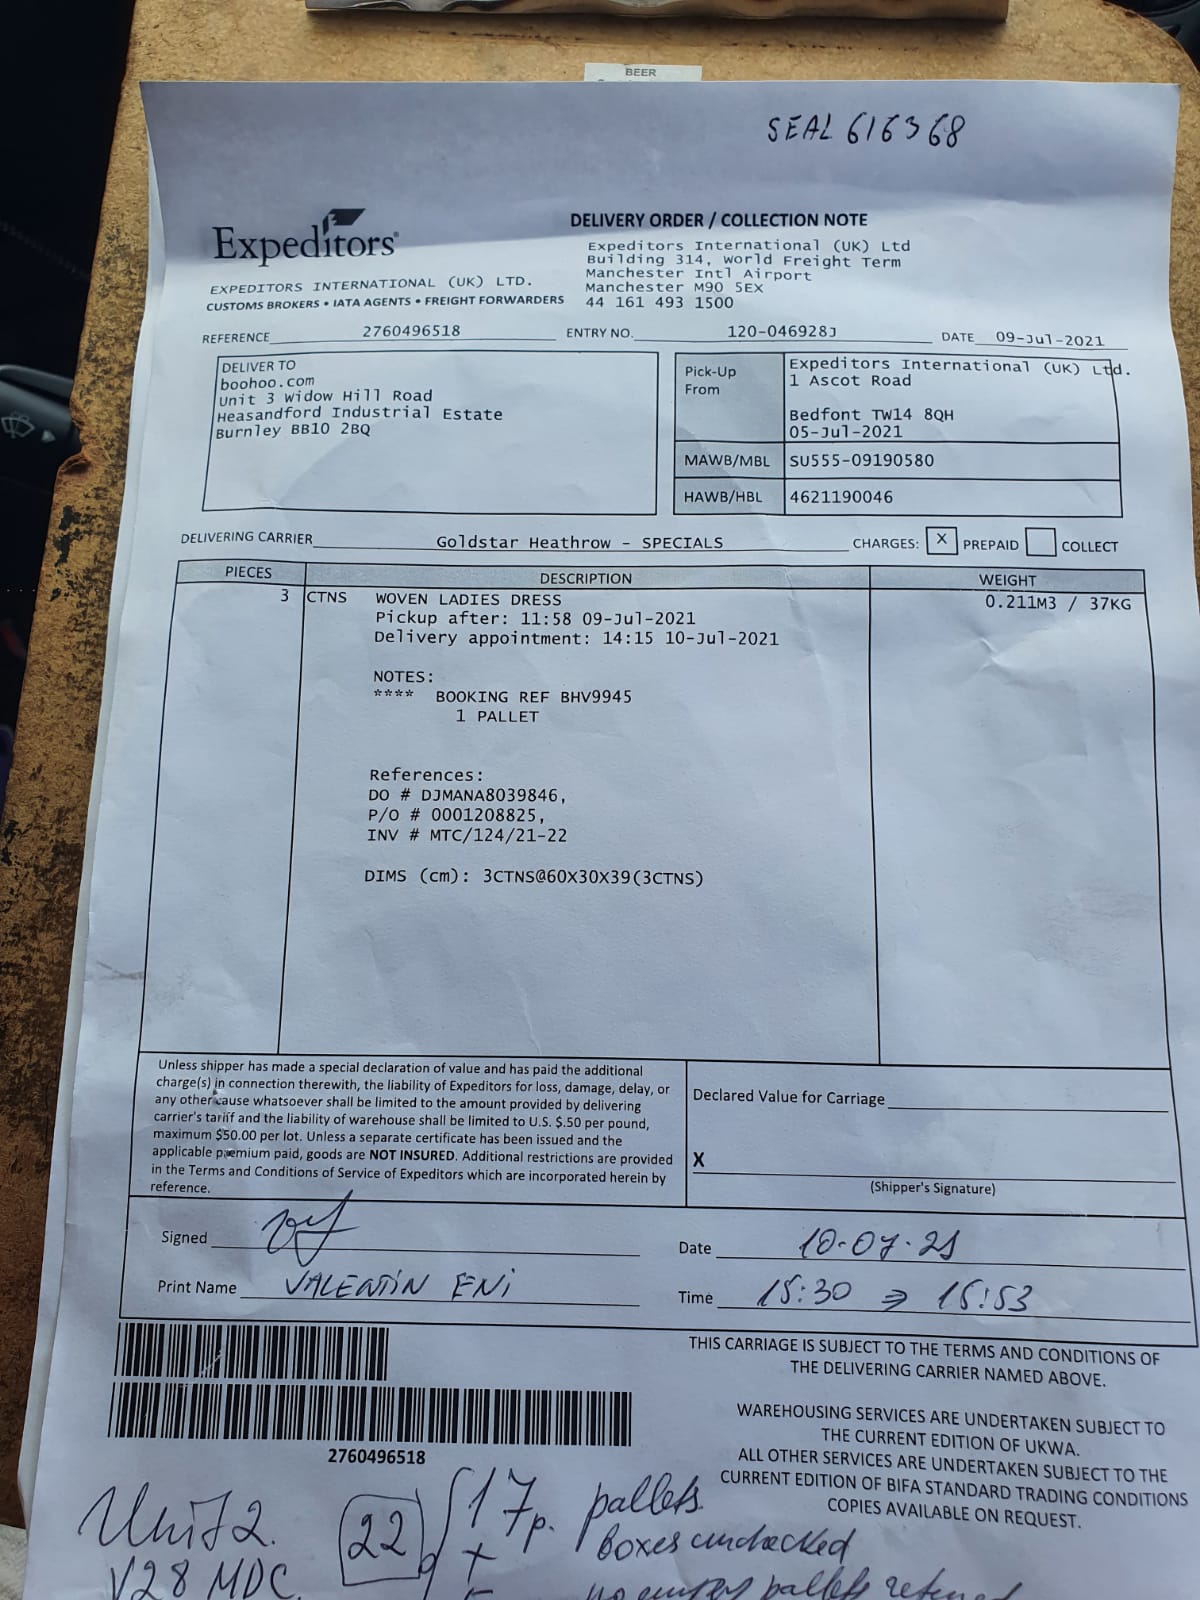 BEER
SEAL 616368
Expeditors
EXPEDITORS INTERNATIONAL (UK) LTD.
CUSTOMS BROKERS • IATA AGENTS • FREIGHT FORWARDERS
DELIVERY ORDER / COLLECTION NOTE
Expeditors International (UK) Ltd
Building 314, World Freight Term
Manchester Intl Airport
Manchester M90 5EX
44 161 493 1500
REFERENCE 2760496518 ENTRY NO. 120-046928J DATE 09-Jul-2021
DELIVER TO
boohoo.com
Unit 3 Widow Hill Road
Heasandford Industrial Estate
Burnley BB10 2BQ
Pick-Up From
Expeditors International (UK) Ltd.
1 Ascot Road
Bedfont TW14 8QH
05-Jul-2021
MAWB/MBL SU555-09190580
HAWB/HBL 4621190046
DELIVERING CARRIER Goldstar Heathrow - SPECIALS CHARGES: X PREPAID COLLECT
PIECES DESCRIPTION WEIGHT
3 CTNS WOVEN LADIES DRESS 0.211M3 / 37KG
Pickup after: 11:58 09-Jul-2021
Delivery appointment: 14:15 10-Jul-2021
NOTES:
**** BOOKING REF BHV9945
1 PALLET
References:
DO # DJMANA8039846,
P/O # 0001208825,
INV # MTC/124/21-22
DIMS (cm): 3CTNS@60X30X39(3CTNS)
Unless shipper has made a special declaration of value and has paid the additional
charge(s) in connection therewith, the liability of Expeditors for loss, damage, delay, or
any other cause whatsoever shall be limited to the amount provided by delivering
carrier's tariff and the liability of warehouse shall be limited to U.S. $.50 per pound,
maximum $50.00 per lot. Unless a separate certificate has been issued and the
applicable premium paid, goods are NOT INSURED. Additional restrictions are provided
in the Terms and Conditions of Service of Expeditors which are incorporated herein by
reference.
Declared Value for Carriage
X
(Shipper's Signature)
Signed
Date 10.07.21
Print Name VALENTIN ENI
Time 15:30 → 15:53
THIS CARRIAGE IS SUBJECT TO THE TERMS AND CONDITIONS OF
THE DELIVERING CARRIER NAMED ABOVE.
WAREHOUSING SERVICES ARE UNDERTAKEN SUBJECT TO
THE CURRENT EDITION OF UKWA.
ALL OTHER SERVICES ARE UNDERTAKEN SUBJECT TO THE
CURRENT EDITION OF BIFA STANDARD TRADING CONDITIONS
COPIES AVAILABLE ON REQUEST.
2760496518
Unit 2. 22 17p. pallets
V28 MDC + boxes unchecked
no empty pallets